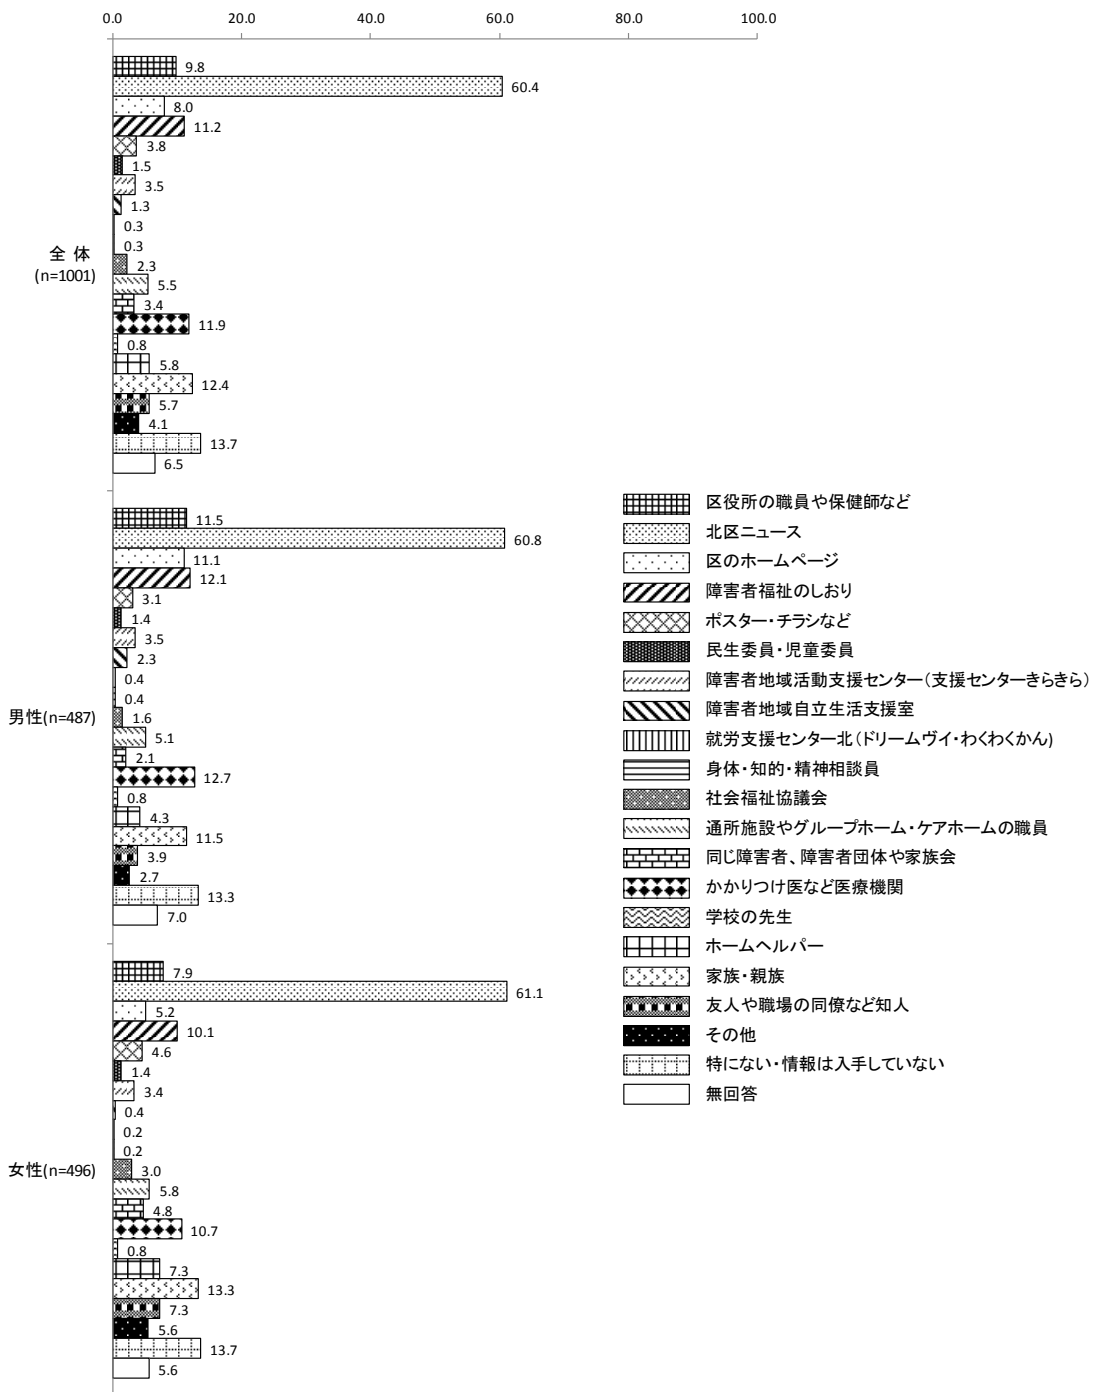 0.0 20.0 40.0 60.0 80.0 100.0
全 体
(n=1001)
9.8
60.4
8.0
11.2
3.8
1.5
3.5
1.3
0.3
0.3
2.3
5.5
3.4
11.9
0.8
5.8
12.4
5.7
4.1
13.7
6.5
男性(n=487)
11.5
60.8
11.1
12.1
3.1
1.4
3.5
2.3
0.4
0.4
1.6
5.1
2.1
12.7
0.8
4.3
11.5
3.9
2.7
13.3
7.0
女性(n=496)
7.9
61.1
5.2
10.1
4.6
1.4
3.4
0.4
0.2
0.2
3.0
5.8
4.8
10.7
0.8
7.3
13.3
7.3
5.6
13.7
5.6
区役所の職員や保健師など
北区ニュース
区のホームページ
障害者福祉のしおり
ポスター・チラシなど
民生委員・児童委員
障害者地域活動支援センター(支援センターきらきら)
障害者地域自立生活支援室
就労支援センター北(ドリームヴイ・わくわくかん)
身体・知的・精神相談員
社会福祉協議会
通所施設やグループホーム・ケアホームの職員
同じ障害者、障害者団体や家族会
かかりつけ医など医療機関
学校の先生
ホームヘルパー
家族・親族
友人や職場の同僚など知人
その他
特にない・情報は入手していない
無回答